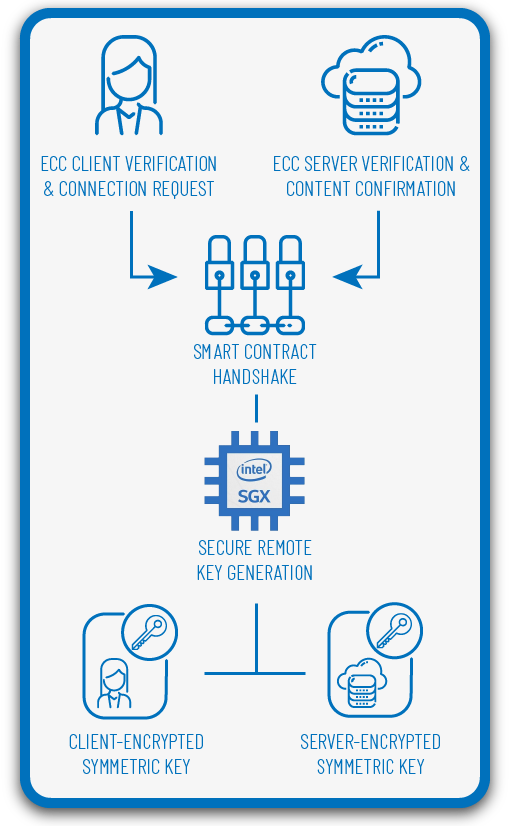 ECC CLIENT VERIFICATION
& CONNECTION REQUEST
ECC SERVER VERIFICATION &
CONTENT CONFIRMATION
SMART CONTRACT
HANDSHAKE
intel
SGX
SECURE REMOTE
KEY GENERATION
CLIENT-ENCRYPTED
SYMMETRIC KEY
SERVER-ENCRYPTED
SYMMETRIC KEY